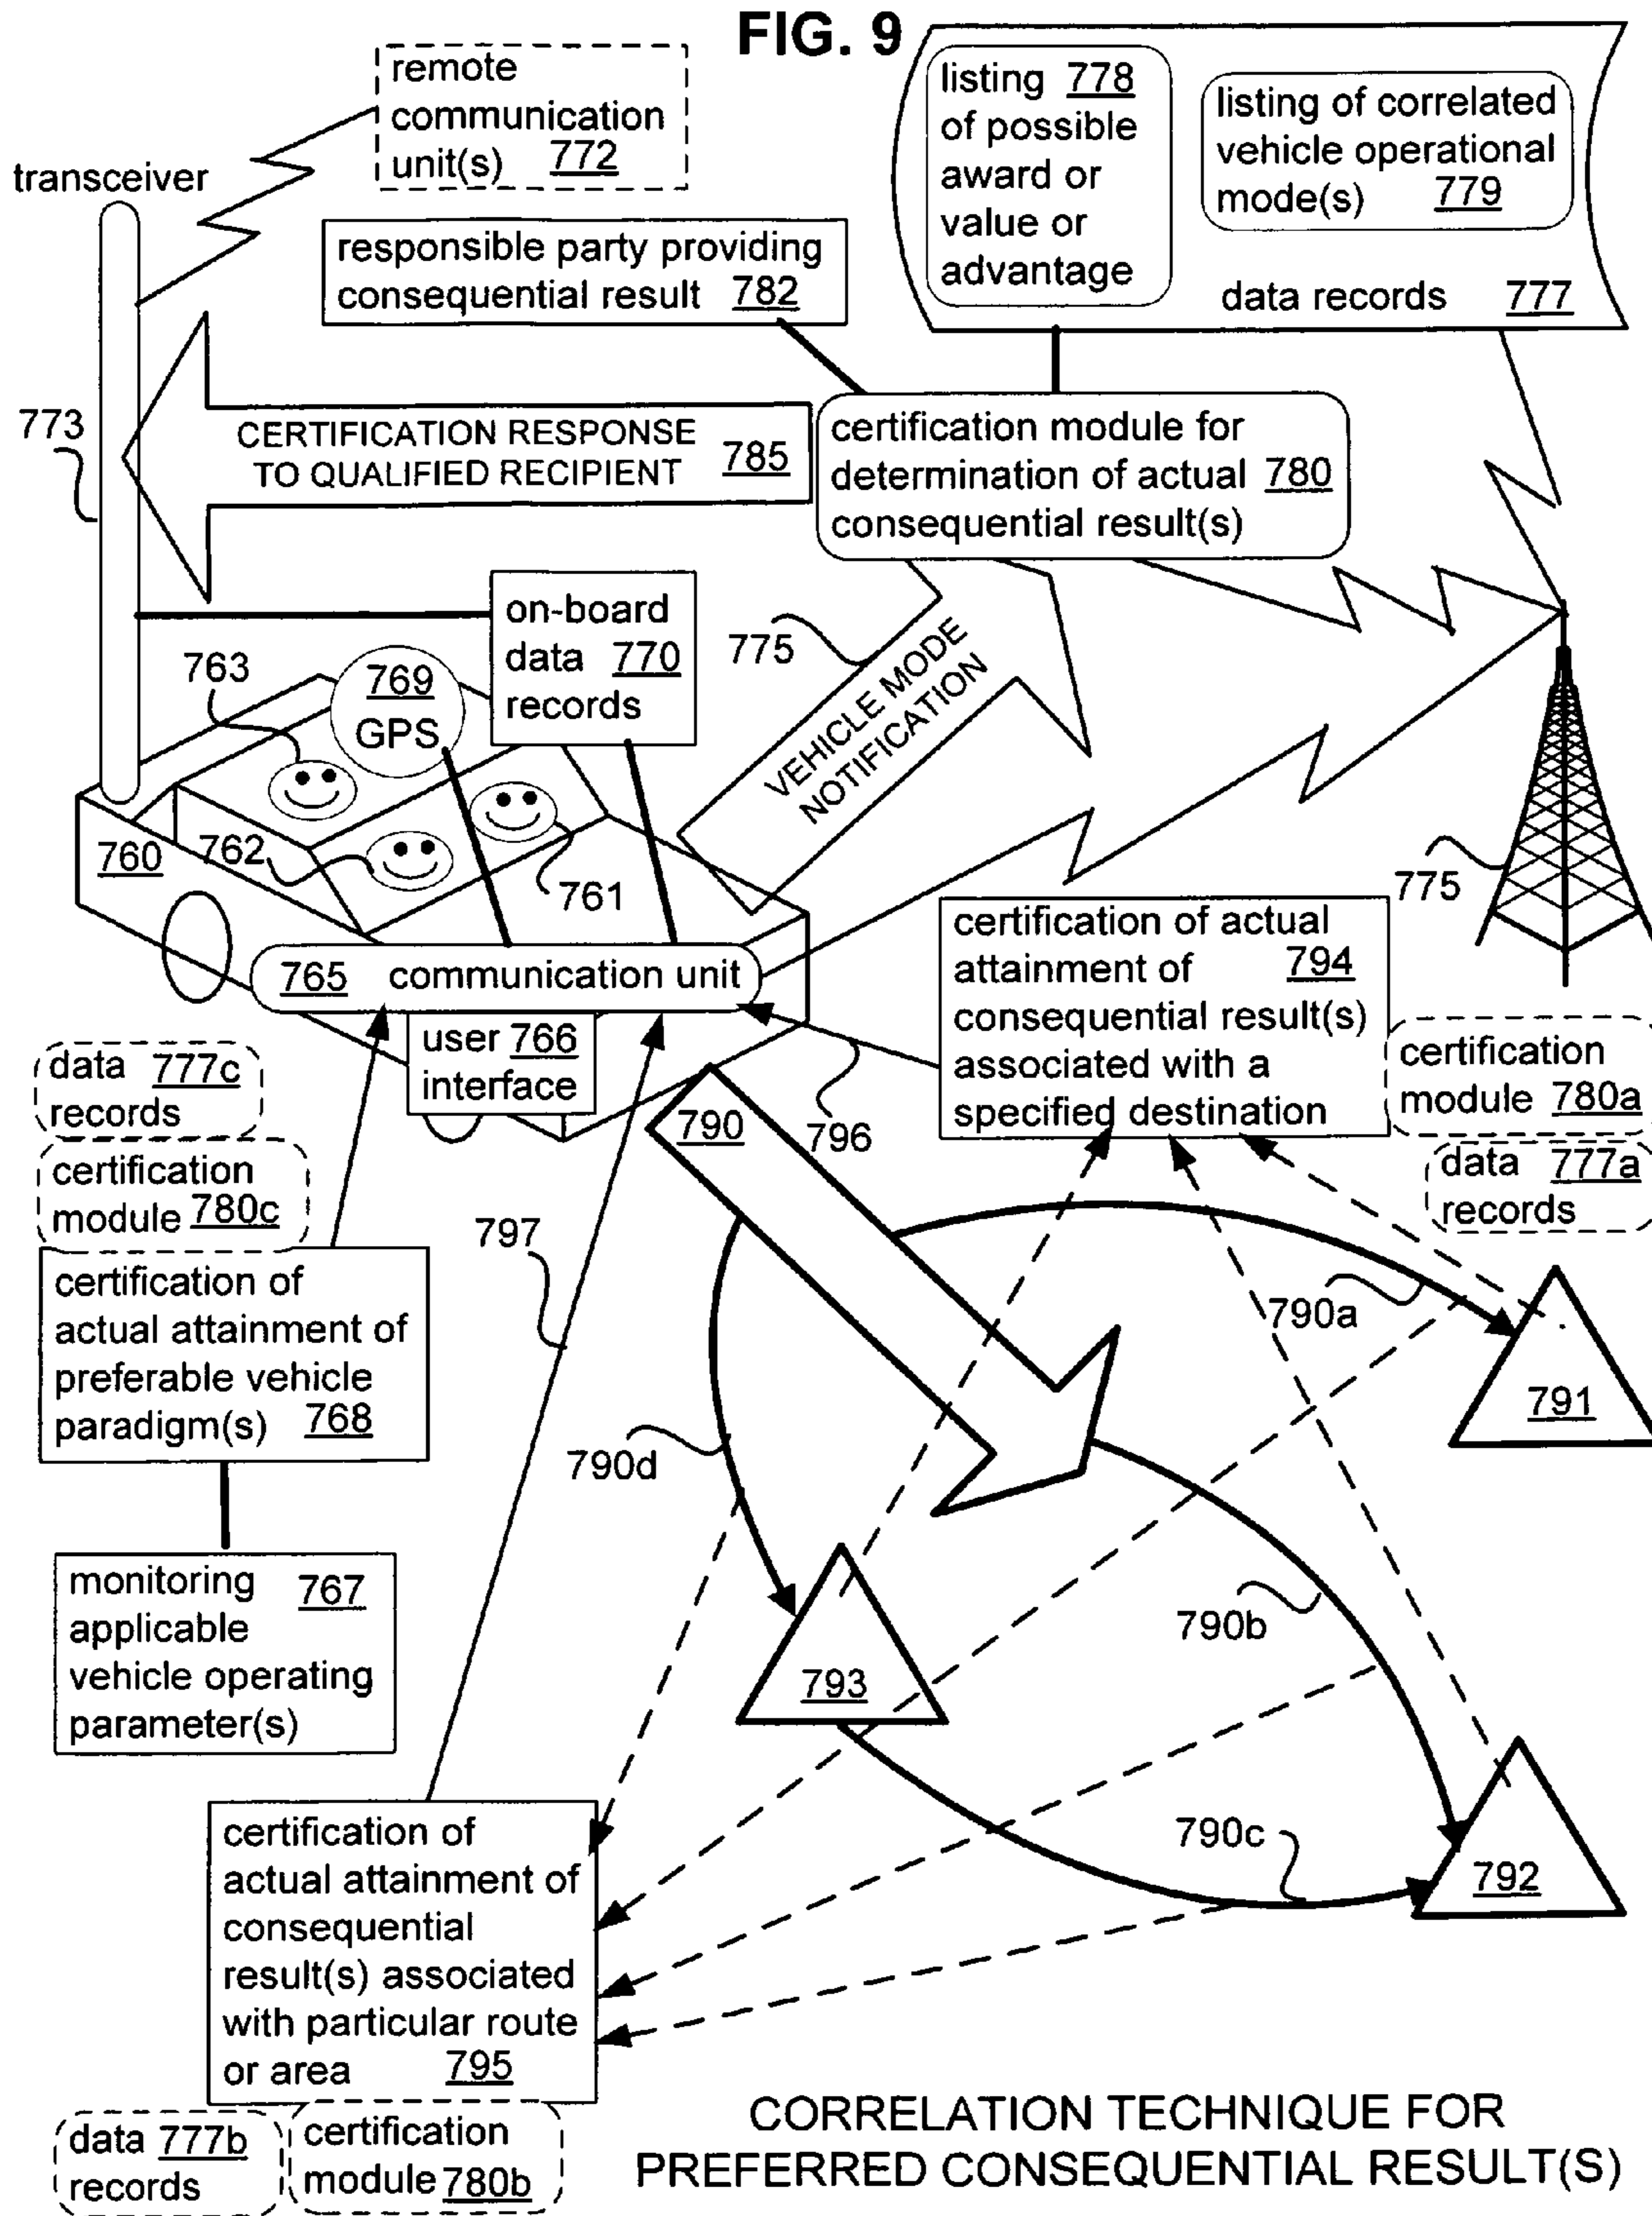 FIG. 9
remote
communication
unit(s) 772
transceiver
listing 778
of possible
award or
value or
advantage
listing of correlated
vehicle operational
mode(s) 779
data records 777
responsible party providing
consequential result 782
773
CERTIFICATION RESPONSE
TO QUALIFIED RECIPIENT 785
certification module for
determination of actual 780
consequential result(s)
on-board
data 770
records
775
VEHICLE MODE
NOTIFICATION
763
769
GPS
760
762
761
775
765 communication unit
user 766
interface
certification of actual
attainment of 794
consequential result(s)
associated with a
specified destination
796
certification
module 780a
data 777a
records
data 777c
records
certification
module 780c
790
797
certification of
actual attainment of
preferable vehicle
paradigm(s) 768
790a
791
790d
monitoring 767
applicable
vehicle operating
parameter(s)
790b
793
790c
792
certification of
actual attainment of
consequential
result(s) associated
with particular route
or area 795
data 777b
records
certification
module 780b
CORRELATION TECHNIQUE FOR
PREFERRED CONSEQUENTIAL RESULT(S)